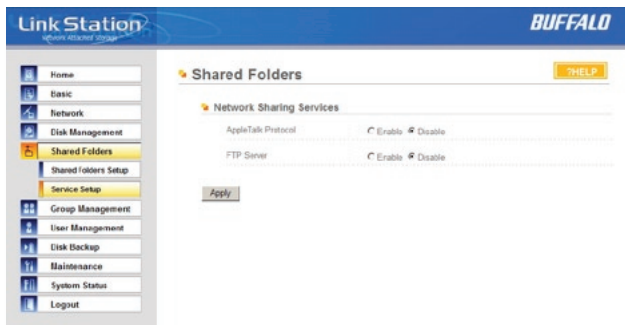 Link Station
Network Attached Storage
BUFFALO
Home
Basic
Network
Disk Management
Shared Folders
Shared Folders Setup
Service Setup
Group Management
User Management
Disk Backup
Maintenance
System Status
Logout
Shared Folders
?HELP
Network Sharing Services
AppleTalk Protocol Enable Disable
FTP Server Enable Disable
Apply